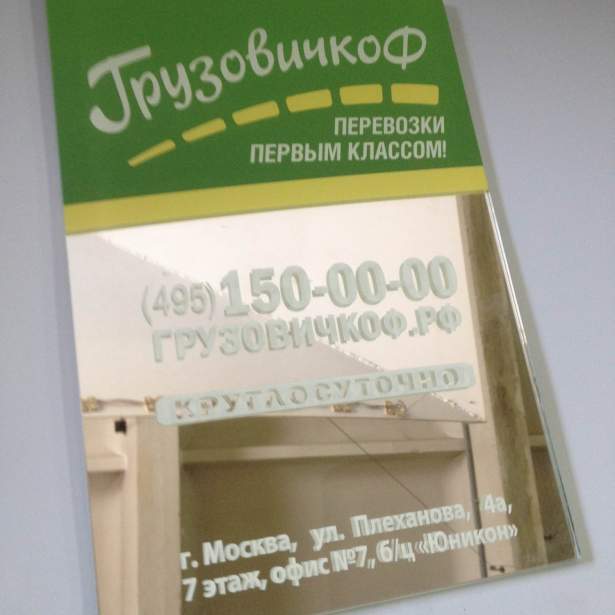 ГрузовичкоФ
ПЕРЕВОЗКИ
ПЕРВЫМ КЛАССОМ!
(495) 150-00-00
ГРУЗОВИЧКОФ.РФ
КРУГЛОСУТОЧНО
г. Москва, ул. Плеханова, 4а,
7 этаж, офис №7, б/ц «Юникон»